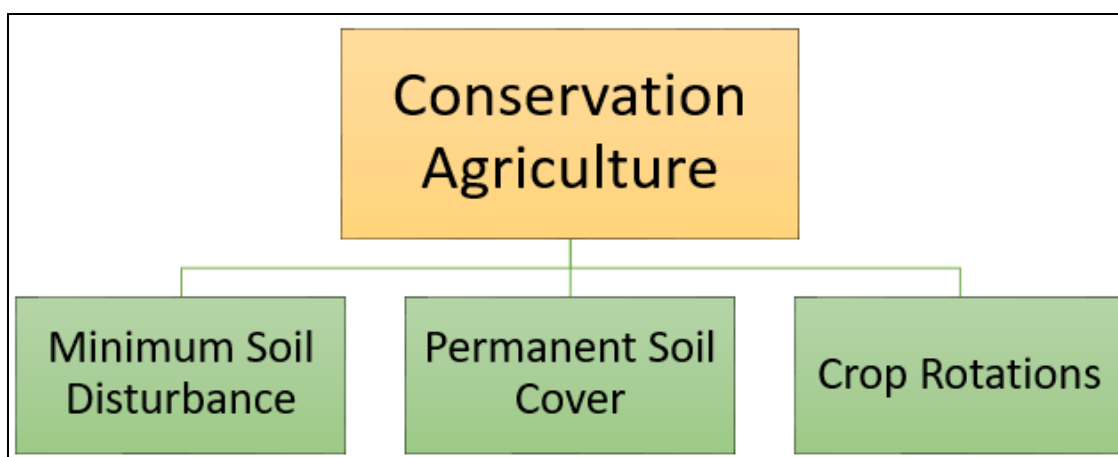 Conservation
Agriculture
Minimum Soil
Disturbance
Permanent Soil
Cover
Crop Rotations